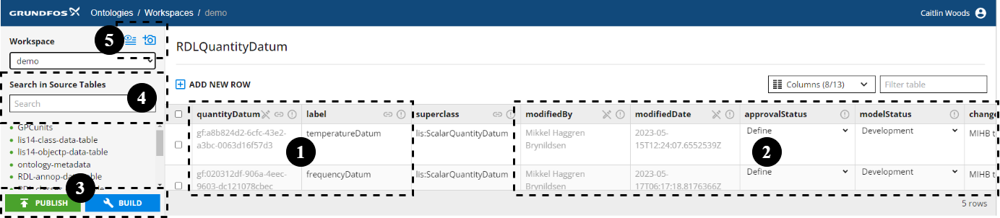 GRUNDFOS Ontologies / Workspaces / demo Caitlin Woods
5
Workspace
demo
RDLQuantityDatum
Search in Source Tables
4
Search
ADD NEW ROW
Columns (8/13)
Filter table
GPCunits
lis14-class-data-table
lis14-objectp-data-table
ontology-metadata
RDL-annop-data-table
3
PUBLISH
BUILD
quantityDatum label superclass modifiedBy modifiedDate approvalStatus modelStatus change
gf:a8b824d2-6cfc-43e2-
a3bc-0063d16f57d3
temperatureDatum
1
lis:ScalarQuantityDatum
Mikkel Haggren
Brynildsen
2023-05-
15T12:24:07.6552539Z
Define
2
Development
MIHB t
gf:020312df-906a-4eec-
9603-dc121078cbec
frequencyDatum
lis:ScalarQuantityDatum
Mikkel Haggren
Brynildsen
2023-05-
17T06:17:18.8176366Z
Define
Development
MIHB t
5 rows